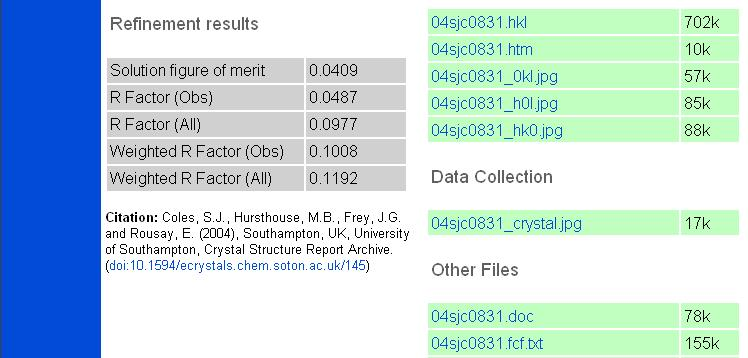 Refinement results
Solution figure of merit 0.0409
R Factor (Obs) 0.0487
R Factor (All) 0.0977
Weighted R Factor (Obs) 0.1008
Weighted R Factor (All) 0.1192
Citation: Coles, S.J., Hursthouse, M.B., Frey, J.G.
and Rousay, E. (2004), Southampton, UK, University
of Southampton, Crystal Structure Report Archive.
(doi:10.1594/ecrystals.chem.soton.ac.uk/145)
04sjc0831.hkl 702k
04sjc0831.htm 10k
04sjc0831_0kl.jpg 57k
04sjc0831_h0l.jpg 85k
04sjc0831_hk0.jpg 88k
Data Collection
04sjc0831_crystal.jpg 17k
Other Files
04sjc0831.doc 78k
04sjc0831.fcf.txt 155k